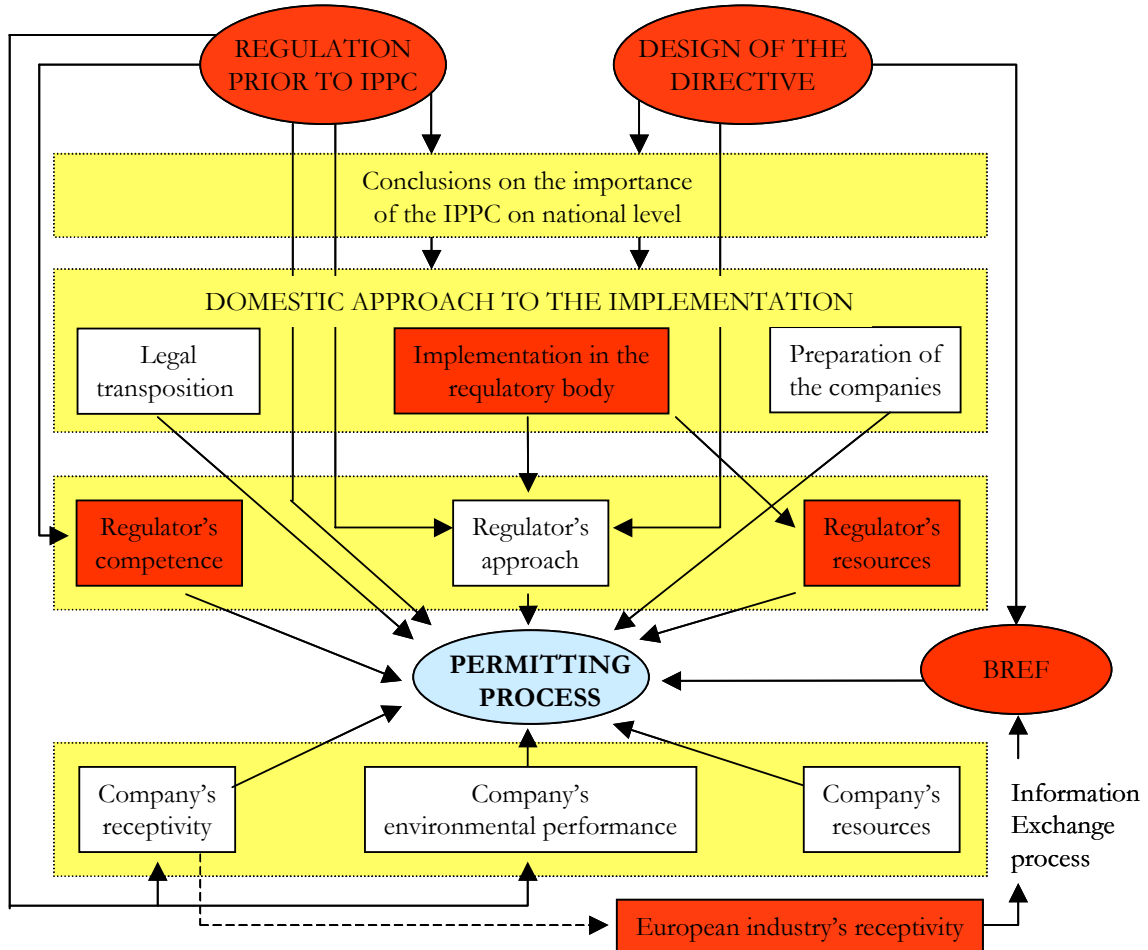 REGULATION
PRIOR TO IPPC
DESIGN OF THE
DIRECTIVE
Conclusions on the importance
of the IPPC on national level
DOMESTIC APPROACH TO THE IMPLEMENTATION
Legal
transposition
Implementation in the
requlatory body
Preparation of
the companies
Regulator's
competence
Regulator's
approach
Regulator's
resources
PERMITTING
PROCESS
BREF
Company's
receptivity
Company's
environmental performance
Company's
resources
Information
Exchange
process
European industry's receptivity